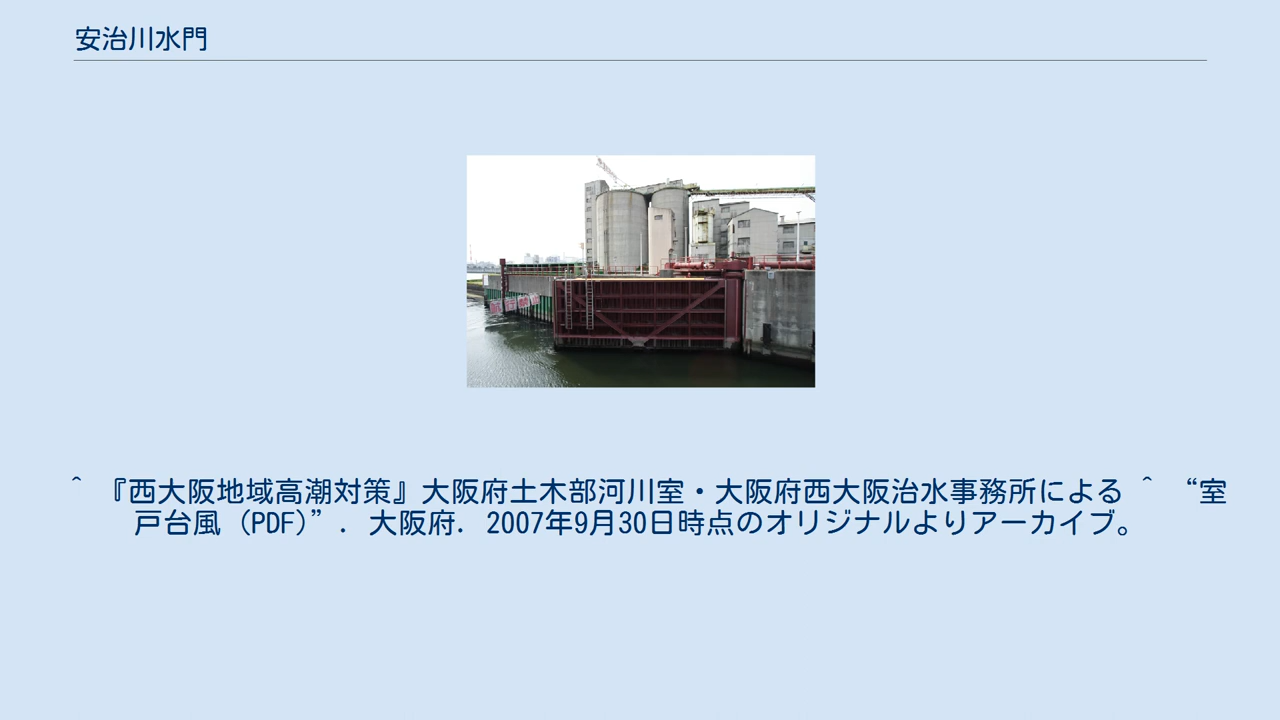 安治川水門
^ 『西大阪地域高潮対策』大阪府土木部河川室・大阪府西大阪治水事務所による ^ “室
戸台風 (PDF)”. 大阪府. 2007年9月30日時点のオリジナルよりアーカイブ。